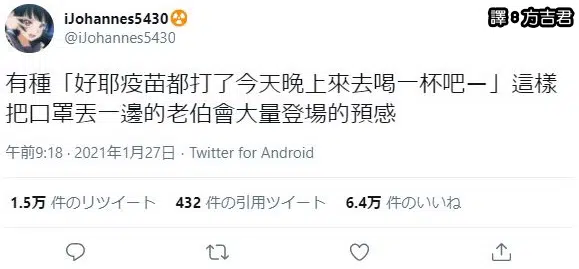 譯：方吉君
iJohannes5430☢
@iJohannes5430
有種「好耶疫苗都打了今天晚上來去喝一杯吧ー」這樣
把口罩丟一邊的老伯會大量登場的預感
午前9:18 · 2021年1月27日 · Twitter for Android
1.5万 件のリツイート 432 件の引用ツイート 6.4万 件のいいね